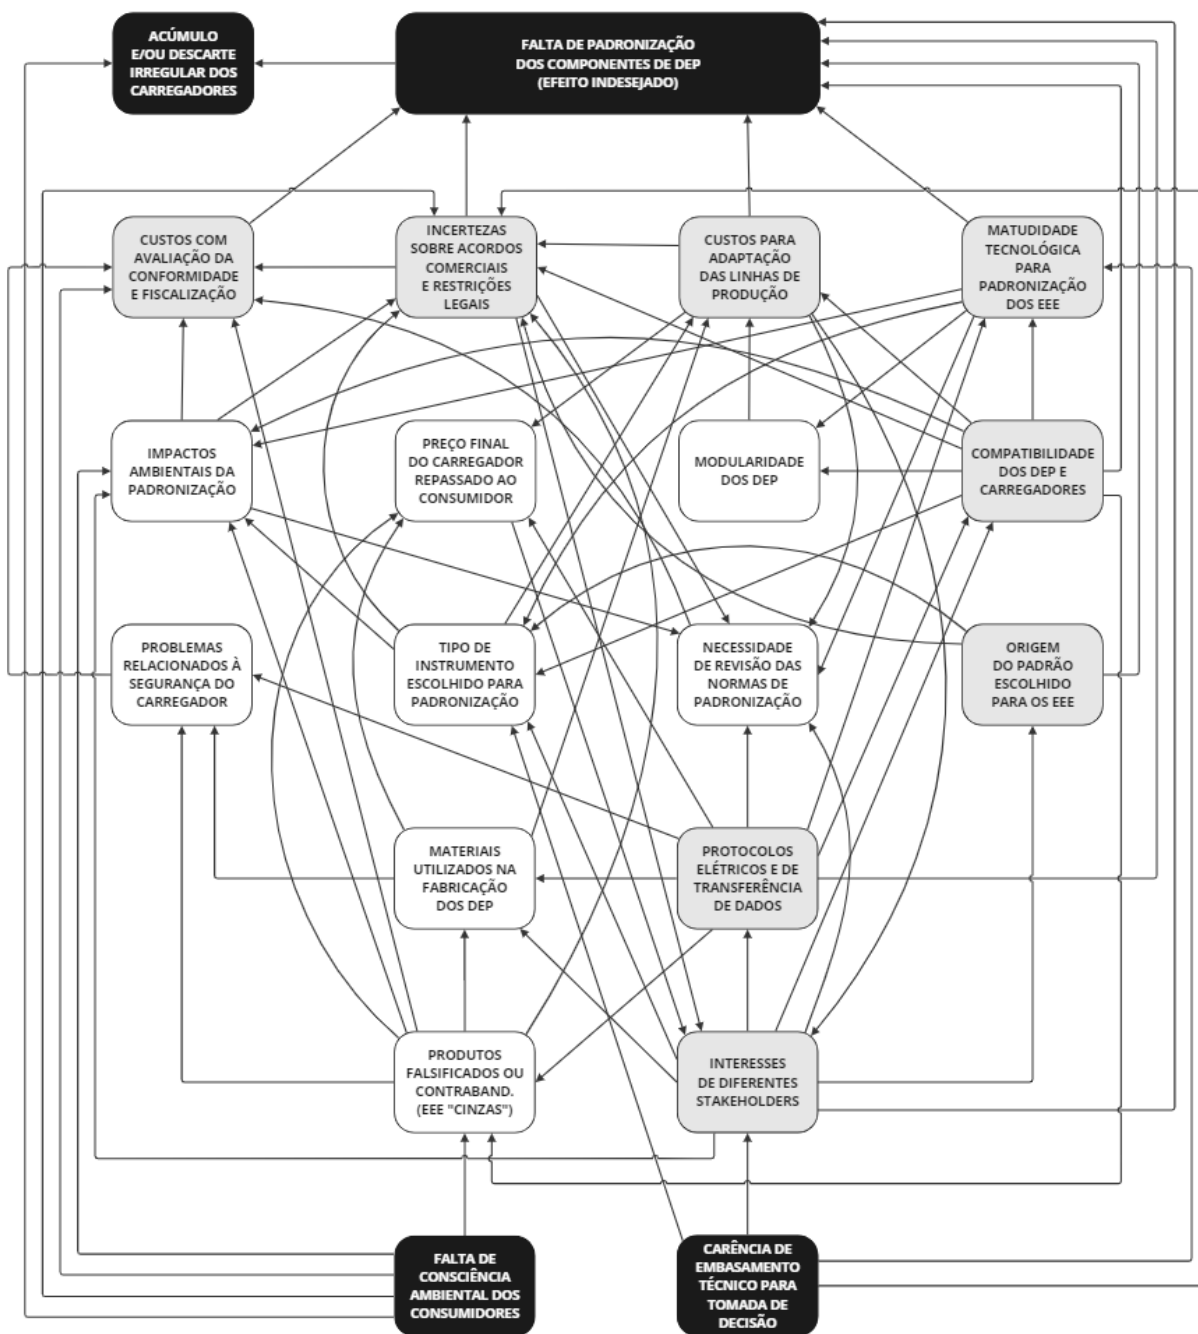 ACÚMULO
E/OU DESCARTE
IRREGULAR DOS
CARREGADORES
FALTA DE PADRONIZAÇÃO
DOS COMPONENTES DE DEP
(EFEITO INDESEJADO)
CUSTOS COM
AVALIAÇÃO DA
CONFORMIDADE
E FISCALIZAÇÃO
INCERTEZAS
SOBRE ACORDOS
COMERCIAIS
E RESTRIÇÕES
LEGAIS
CUSTOS PARA
ADAPTAÇÃO
DAS LINHAS DE
PRODUÇÃO
MATUDIDADE
TECNOLÓGICA
PARA
PADRONIZAÇÃO
DOS EEE
IMPACTOS
AMBIENTAIS DA
PADRONIZAÇÃO
PREÇO FINAL
DO CARREGADOR
REPASSADO AO
CONSUMIDOR
MODULARIDADE
DOS DEP
COMPATIBILIDADE
DOS DEP E
CARREGADORES
PROBLEMAS
RELACIONADOS À
SEGURANÇA DO
CARREGADOR
TIPO DE
INSTRUMENTO
ESCOLHIDO PARA
PADRONIZAÇÃO
NECESSIDADE
DE REVISÃO DAS
NORMAS DE
PADRONIZAÇÃO
ORIGEM
DO PADRÃO
ESCOLHIDO
PARA OS EEE
MATERIAIS
UTILIZADOS NA
FABRICAÇÃO
DOS DEP
PROTOCOLOS
ELÉTRICOS E DE
TRANSFERÊNCIA
DE DADOS
PRODUTOS
FALSIFICADOS OU
CONTRABAND.
(EEE "CINZAS")
INTERESSES
DE DIFERENTES
STAKEHOLDERS
FALTA DE
CONSCIÊNCIA
AMBIENTAL DOS
CONSUMIDORES
CARÊNCIA DE
EMBASAMENTO
TÉCNICO PARA
TOMADA DE
DECISÃO